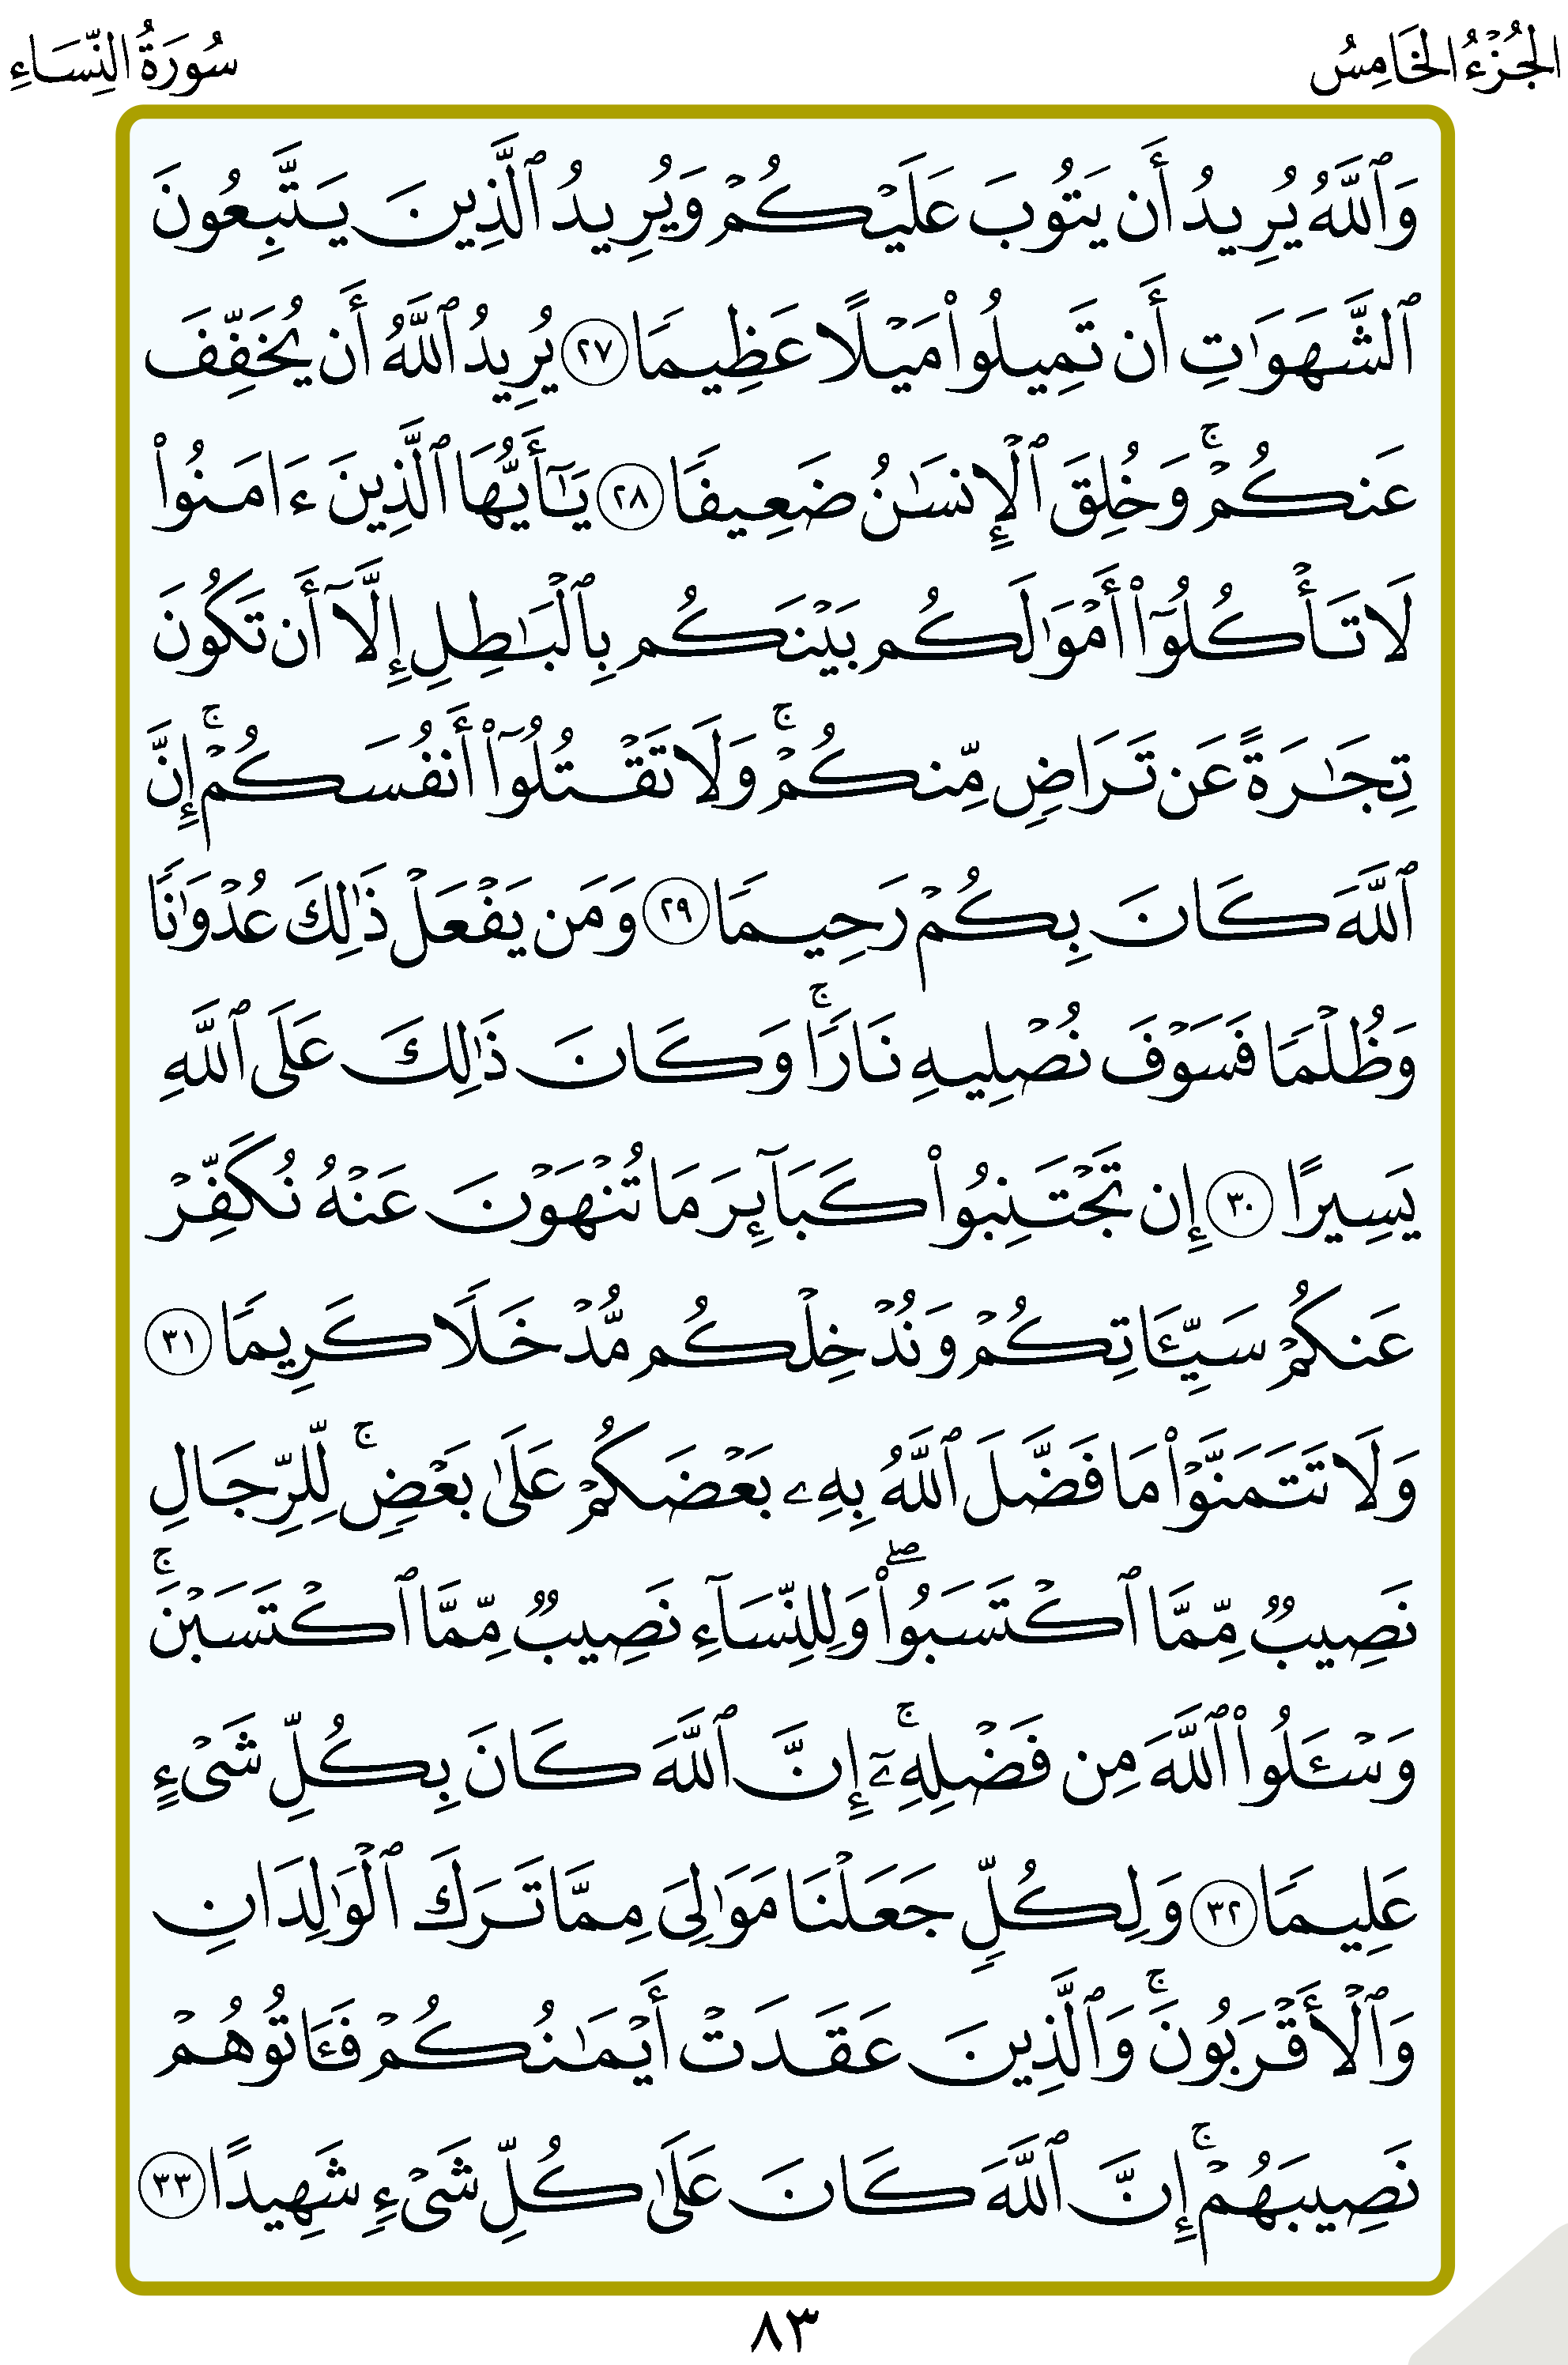 الجُزْءُ الخَامِسُ
سُورَةُ النِّسَاءِ
وَٱللَّهُ يُرِيدُ أَن يَتُوبَ عَلَيْكُمْ وَيُرِيدُ ٱلَّذِينَ يَتَّبِعُونَ
ٱلشَّهَوَٰتِ أَن تَمِيلُوا۟ مَيْلًا عَظِيمًا ٢٧ يُرِيدُ ٱللَّهُ أَن يُخَفِّفَ
عَنكُمْ ۚ وَخُلِقَ ٱلْإِنسَٰنُ ضَعِيفًا ٢٨ يَٰٓأَيُّهَا ٱلَّذِينَ ءَامَنُوا۟
لَا تَأْكُلُوٓا۟ أَمْوَٰلَكُم بَيْنَكُم بِٱلْبَٰطِلِ إِلَّآ أَن تَكُونَ
تِجَٰرَةً عَن تَرَاضٍ مِّنكُمْ ۚ وَلَا تَقْتُلُوٓا۟ أَنفُسَكُمْ ۚ إِنَّ
ٱللَّهَ كَانَ بِكُمْ رَحِيمًا ٢٩ وَمَن يَفْعَلْ ذَٰلِكَ عُدْوَٰنًا
وَظُلْمًا فَسَوْفَ نُصْلِيهِ نَارًا ۚ وَكَانَ ذَٰلِكَ عَلَى ٱللَّهِ
يَسِيرًا ٣٠ إِن تَجْتَنِبُوا۟ كَبَآئِرَ مَا تُنْهَوْنَ عَنْهُ نُكَفِّرْ
عَنكُمْ سَيِّـَٔاتِكُمْ وَنُدْخِلْكُم مُّدْخَلًا كَرِيمًا ٣١
وَلَا تَتَمَنَّوْا۟ مَا فَضَّلَ ٱللَّهُ بِهِۦ بَعْضَكُمْ عَلَىٰ بَعْضٍ ۚ لِّلرِّجَالِ
نَصِيبٌ مِّمَّا ٱكْتَسَبُوا۟ ۖ وَلِلنِّسَآءِ نَصِيبٌ مِّمَّا ٱكْتَسَبْنَ ۚ
وَسْـَٔلُوا۟ ٱللَّهَ مِن فَضْلِهِۦٓ ۚ إِنَّ ٱللَّهَ كَانَ بِكُلِّ شَىْءٍ
عَلِيمًا ٣٢ وَلِكُلٍّ جَعَلْنَا مَوَٰلِىَ مِمَّا تَرَكَ ٱلْوَٰلِدَانِ
وَٱلْأَقْرَبُونَ ۚ وَٱلَّذِينَ عَقَدَتْ أَيْمَٰنُكُمْ فَـَٔاتُوهُمْ
نَصِيبَهُمْ ۚ إِنَّ ٱللَّهَ كَانَ عَلَىٰ كُلِّ شَىْءٍ شَهِيدًا ٣٣
٨٣